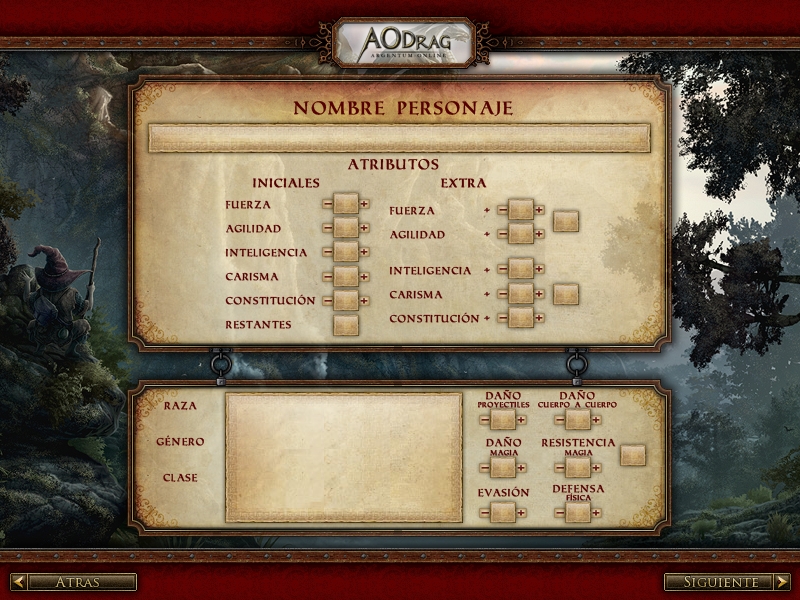 AODRAG
ARGENTUM ONLINE
NOMBRE PERSONAJE
ATRIBUTOS
INICIALES
EXTRA
FUERZA - +
AGILIDAD - +
INTELIGENCIA - +
CARISMA - +
CONSTITUCIÓN - +
RESTANTES
FUERZA + - +
AGILIDAD + - +
INTELIGENCIA + - +
CARISMA + - +
CONSTITUCIÓN + - +
RAZA
GÉNERO
CLASE
DAÑO
PROYECTILES
- +
DAÑO
CUERPO A CUERPO
- +
DAÑO
MAGIA
- +
RESISTENCIA
MAGIA
- +
EVASIÓN
- +
DEFENSA
FÍSICA
- +
ATRAS
SIGUIENTE